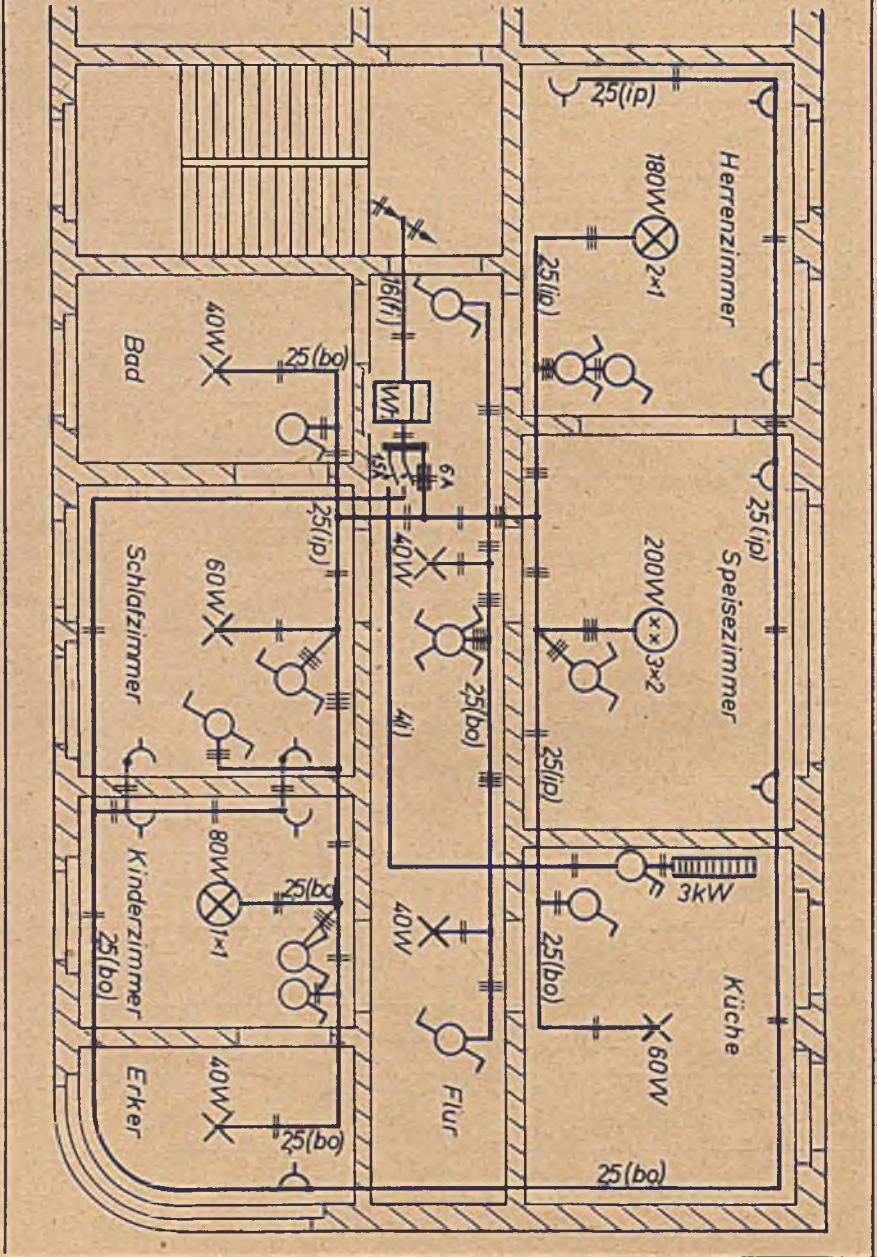 2,5(ip)
Herrenzimmer
180W
2×1
2,5(ip)
2,5(ip)
Speisezimmer
200W
3×2
2,5(ip)
3kW
Küche
2,5(bo)
60W
2,5(bo)
16(fr)
Wh.
6A
15A
40W
2,5(bo)
40W
Flur
40W
Bad
2,5(bo)
2,5(ip)
60W
Schlafzimmer
80W
1×1
2,5(bo
Kinderzimmer
2,5(bo)
40W
Erker
2,5(bo)